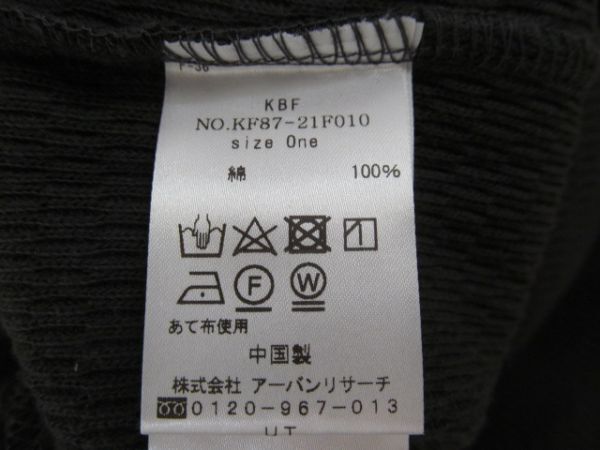 KBF
NO.KF87-21F010
size One
綿 100%
F W
あて布使用
中国製
株式会社 アーバンリサーチ
0120-967-013